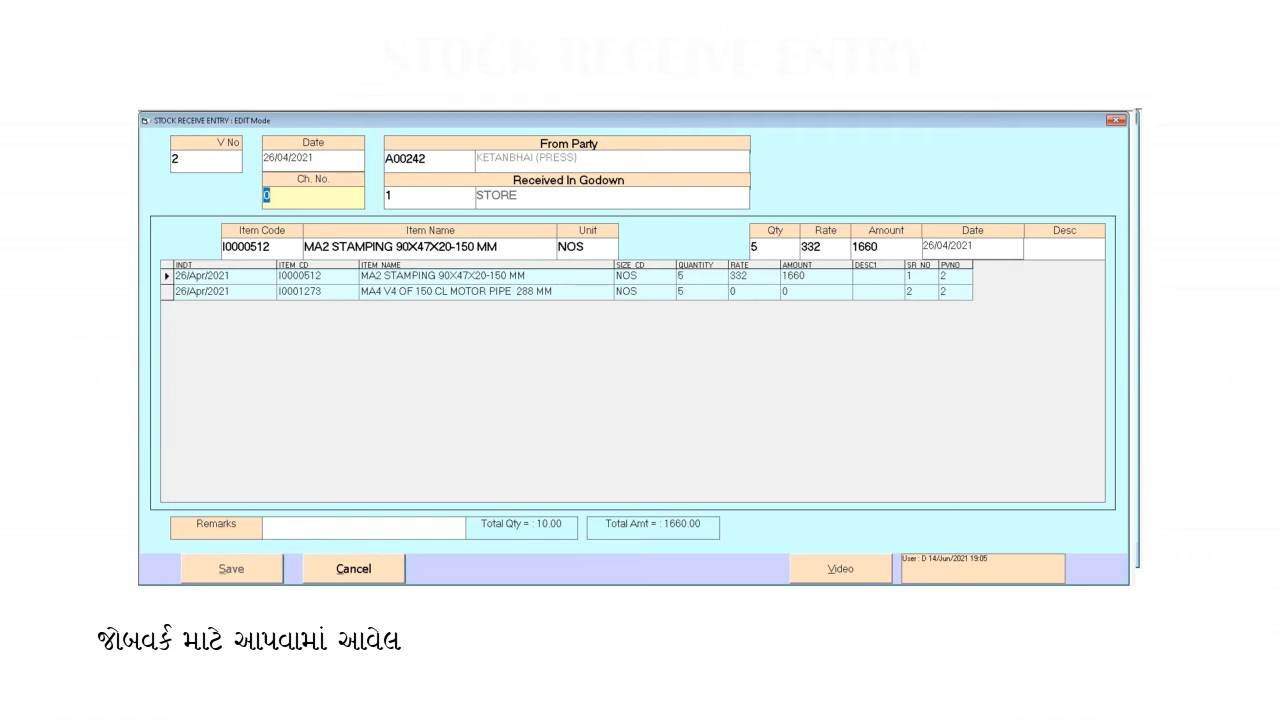 STOCK RECEIVE ENTRY
STOCK RECEIVE ENTRY : EDIT Mode
V No Date From Party
2 26/04/2021 A00242 KETANBHAI (PRESS)
Ch. No. Received In Godown
0 1 STORE
Item Code Item Name Unit Qty Rate Amount Date Desc
I0000512 MA2 STAMPING 90X47X20-150 MM NOS 5 332 1660 26/04/2021
INDT ITEM CD ITEM NAME SIZE CD QUANTITY RATE AMOUNT DESC1 SR NO PVNO
26/Apr/2021 I0000512 MA2 STAMPING 90X47X20-150 MM NOS 5 332 1660 1 2
26/Apr/2021 I0001273 MA4 V4 OF 150 CL MOTOR PIPE 288 MM NOS 5 0 0 2 2
Remarks Total Qty = : 10.00 Total Amt = : 1660.00
Save Cancel Video User : D 14/Jun/2021 19:05
જોબવર્ક માટે આપવામાં આવેલ